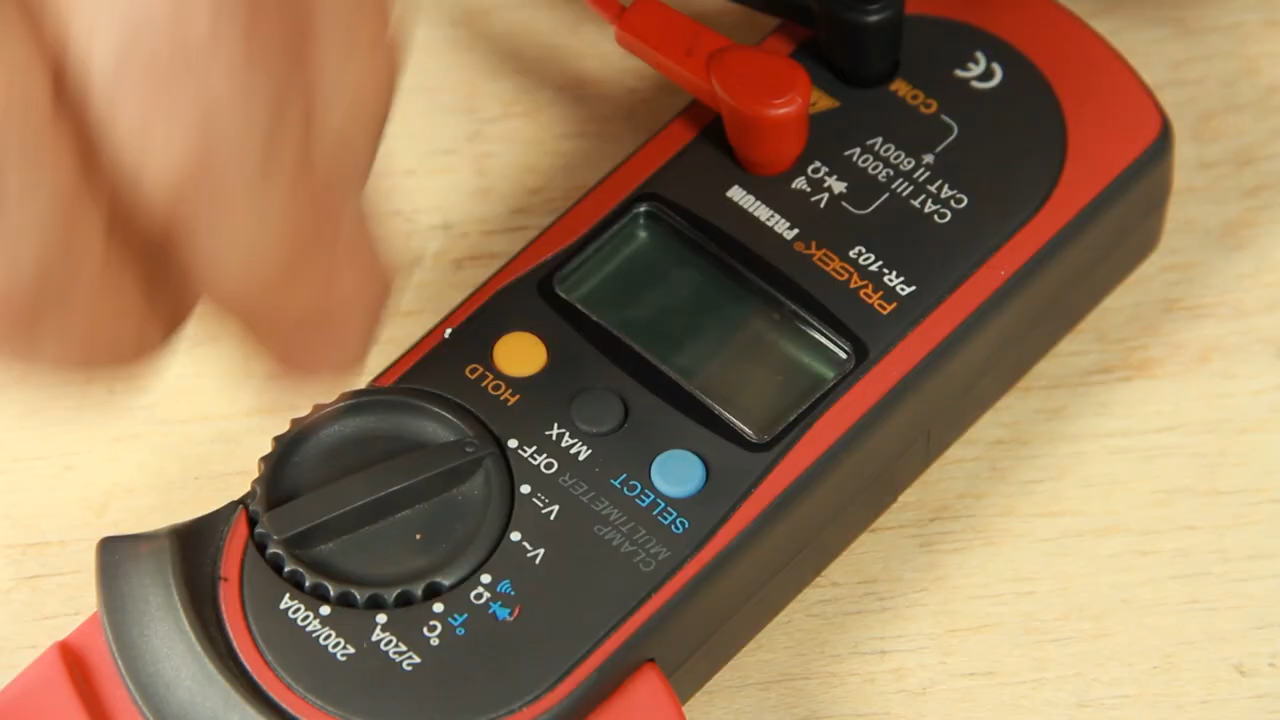 CE
COM
CAT II 600V
CAT III 300V
V Ω
PR-103
PRASEK® PREMIUM
HOLD
MAX
SELECT
CLAMP
MULTIMETER
OFF
V
V~
Ω
°C °F
2/20A
200/400A